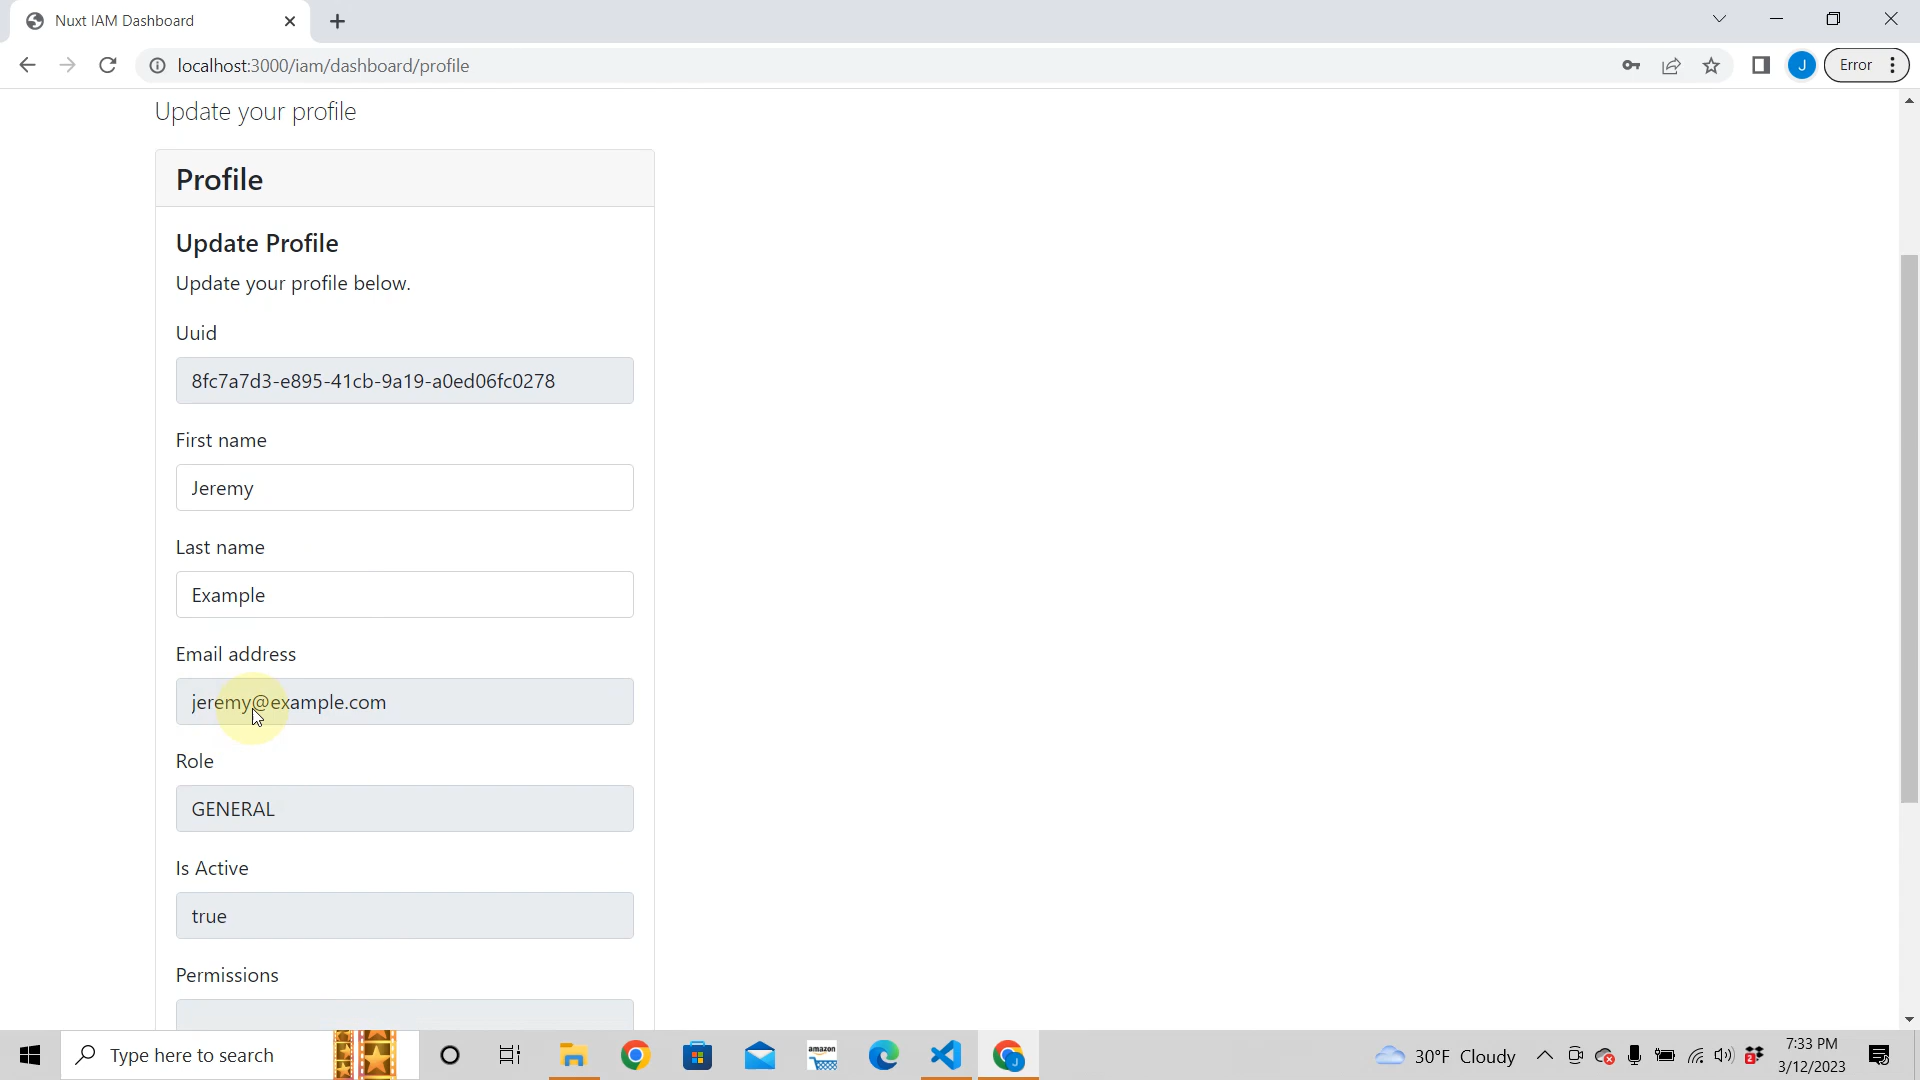 Nuxt IAM Dashboard
localhost:3000/iam/dashboard/profile
J
Error
Update your profile
Profile
Update Profile
Update your profile below.
Uuid
8fc7a7d3-e895-41cb-9a19-a0ed06fc0278
First name
Jeremy
Last name
Example
Email address
jeremy@example.com
Role
GENERAL
Is Active
true
Permissions
Type here to search
amazon
J
30°F Cloudy
2
7:33 PM
3/12/2023